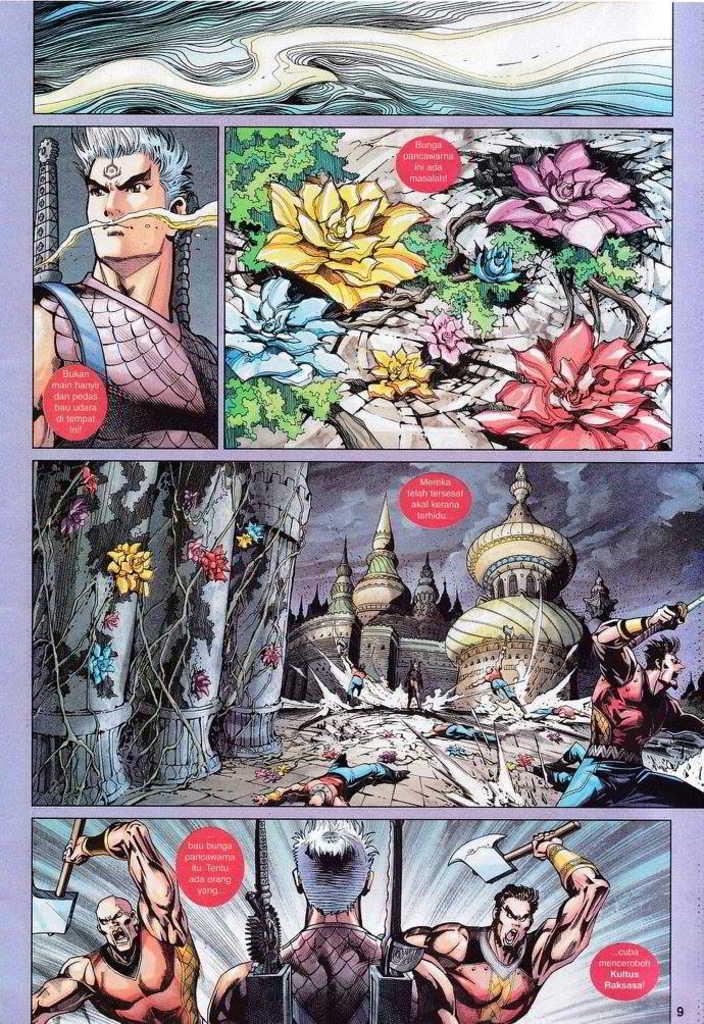 Bukan
main hanyir
dan pedas
bau udara
di tempat
ini!
Bunga
pancawarna
ini ada
masalah!
Mereka
telah tersesat
akal kerana
terhidu...
bau bunga
pancawarna
itu. Tentu
ada orang
yang...
...cuba
menceroboh
Kultus
Raksasa!
9